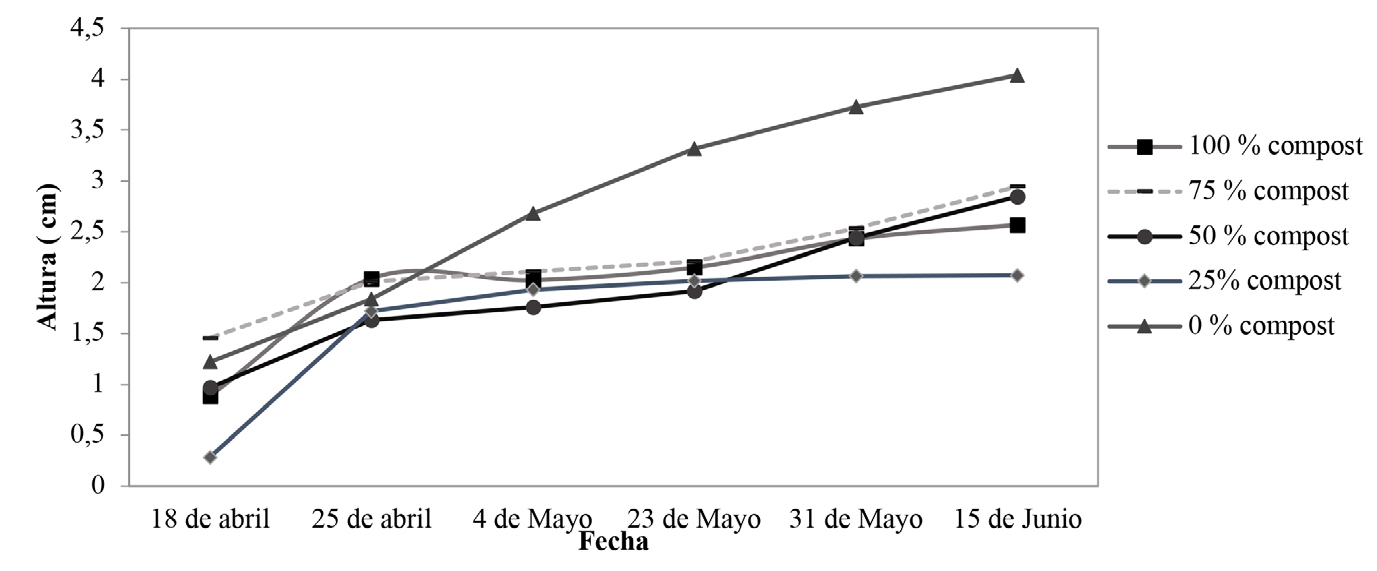 4,5
4
3,5
3
2,5
2
1,5
1
0,5
0
Altura ( cm)
18 de abril 25 de abril 4 de Mayo 23 de Mayo 31 de Mayo 15 de Junio
Fecha
100 % compost
75 % compost
50 % compost
25% compost
0 % compost